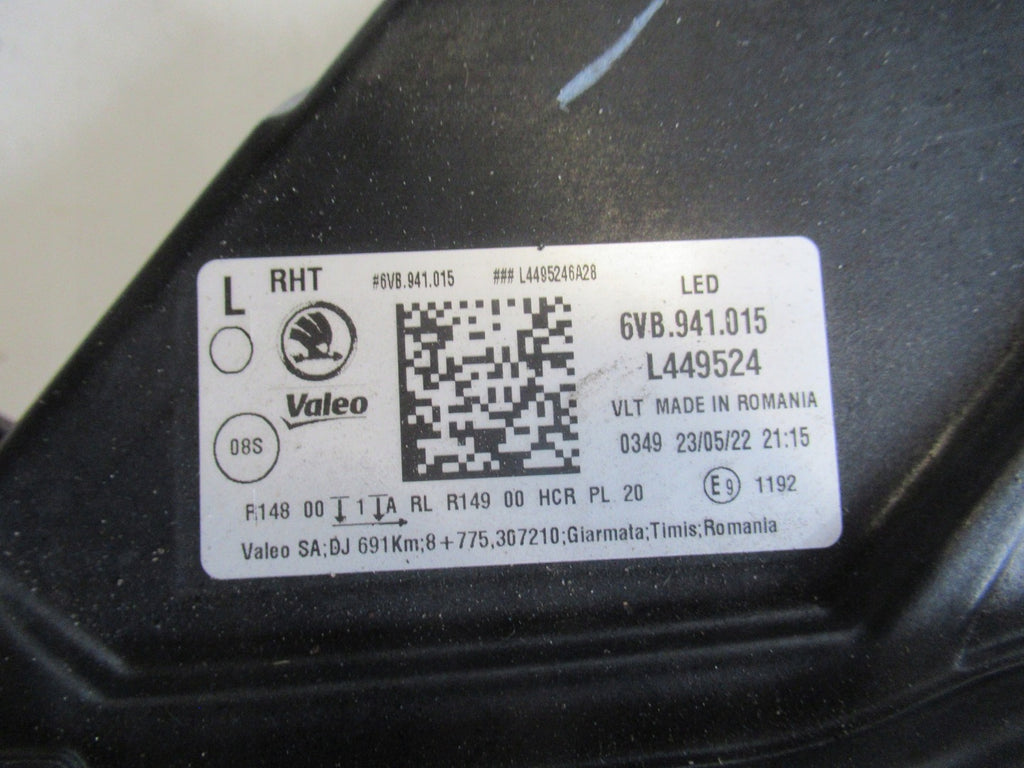 L RHT #6VB.941.015 ### L4495246A28 LED
6VB.941.015
L449524
Valeo
VLT MADE IN ROMANIA
08S
0349 23/05/22 21:15
R148 00 1 A RL R149 00 HCR PL 20 E9 1192
Valeo SA;DJ 691Km;8+775,307210;Giarmata;Timis;Romania